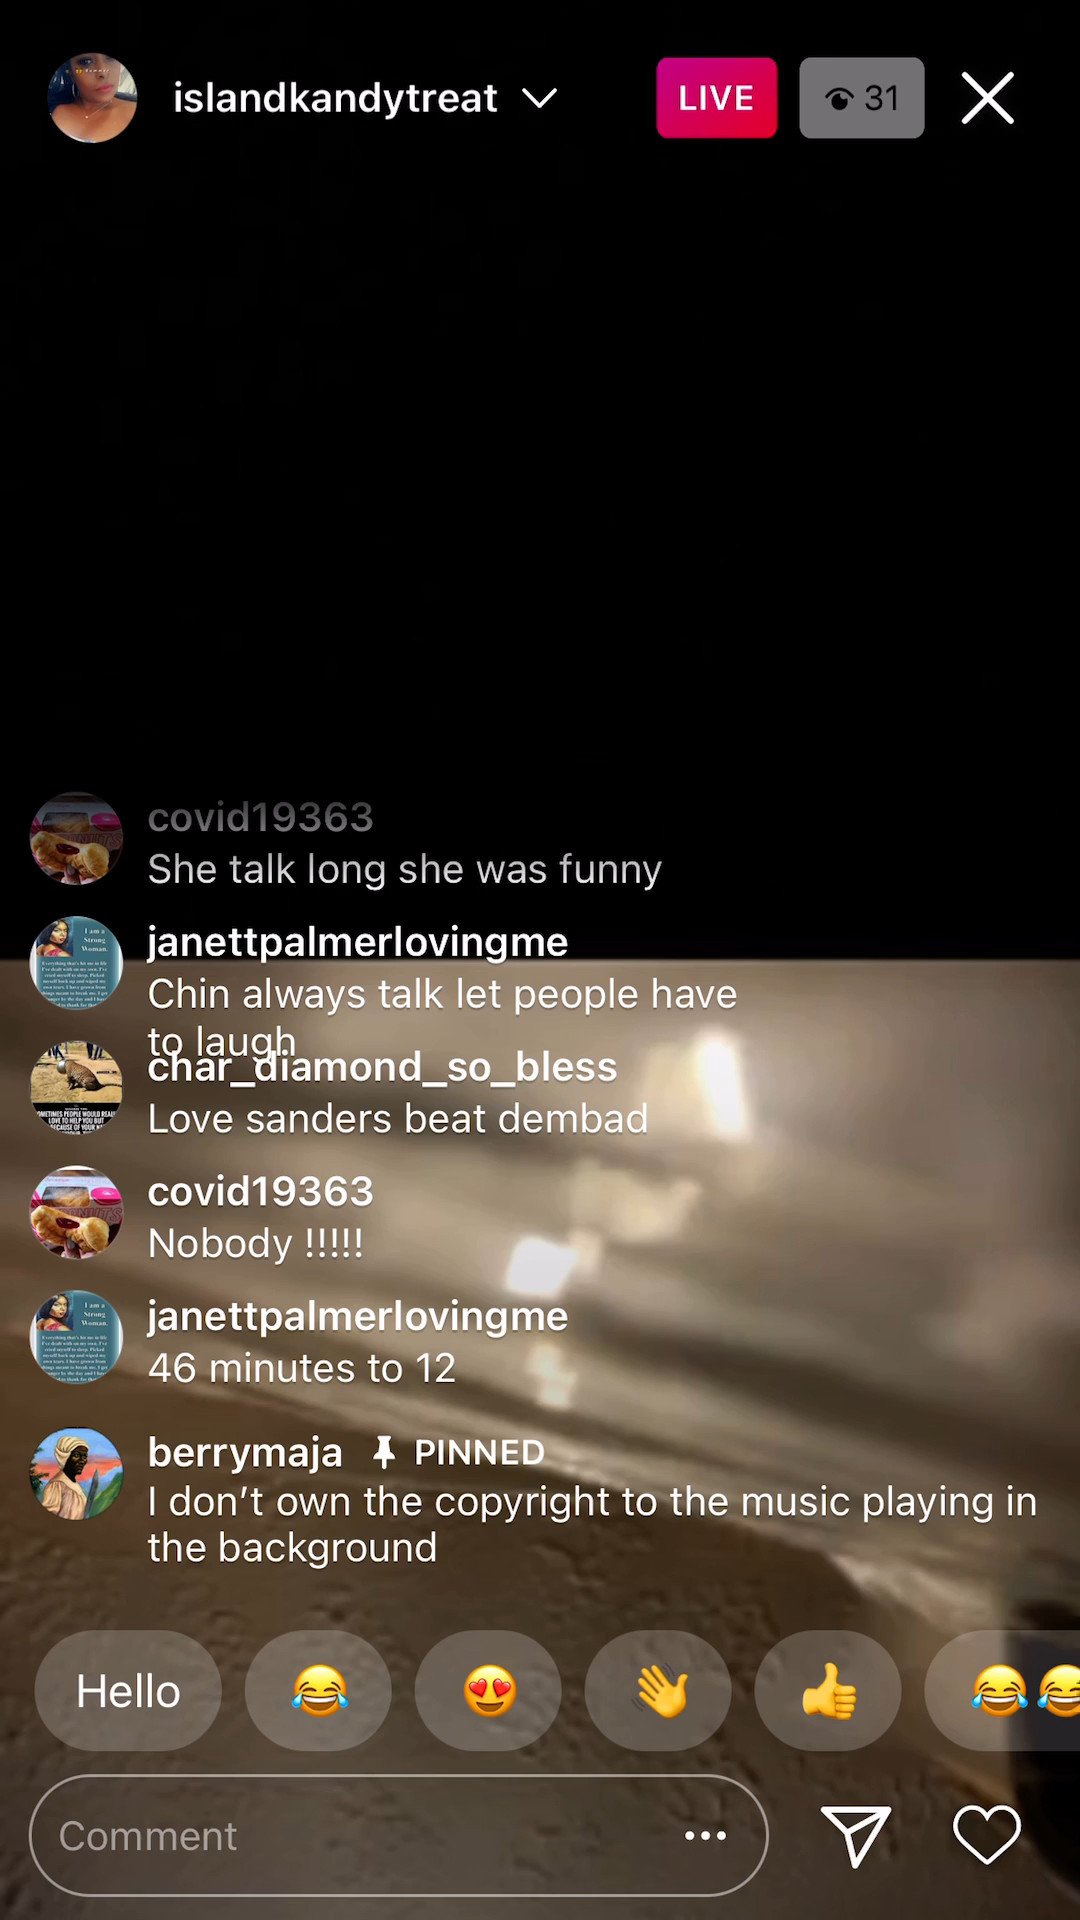 islandkandytreat
LIVE
31
covid19363
She talk long she was funny
janettpalmerlovingme
Chin always talk let people have
to laugh
char_diamond_so_bless
Love sanders beat dembad
covid19363
Nobody !!!!!
janettpalmerlovingme
46 minutes to 12
berrymaja PINNED
I don’t own the copyright to the music playing in
the background
Hello
Comment